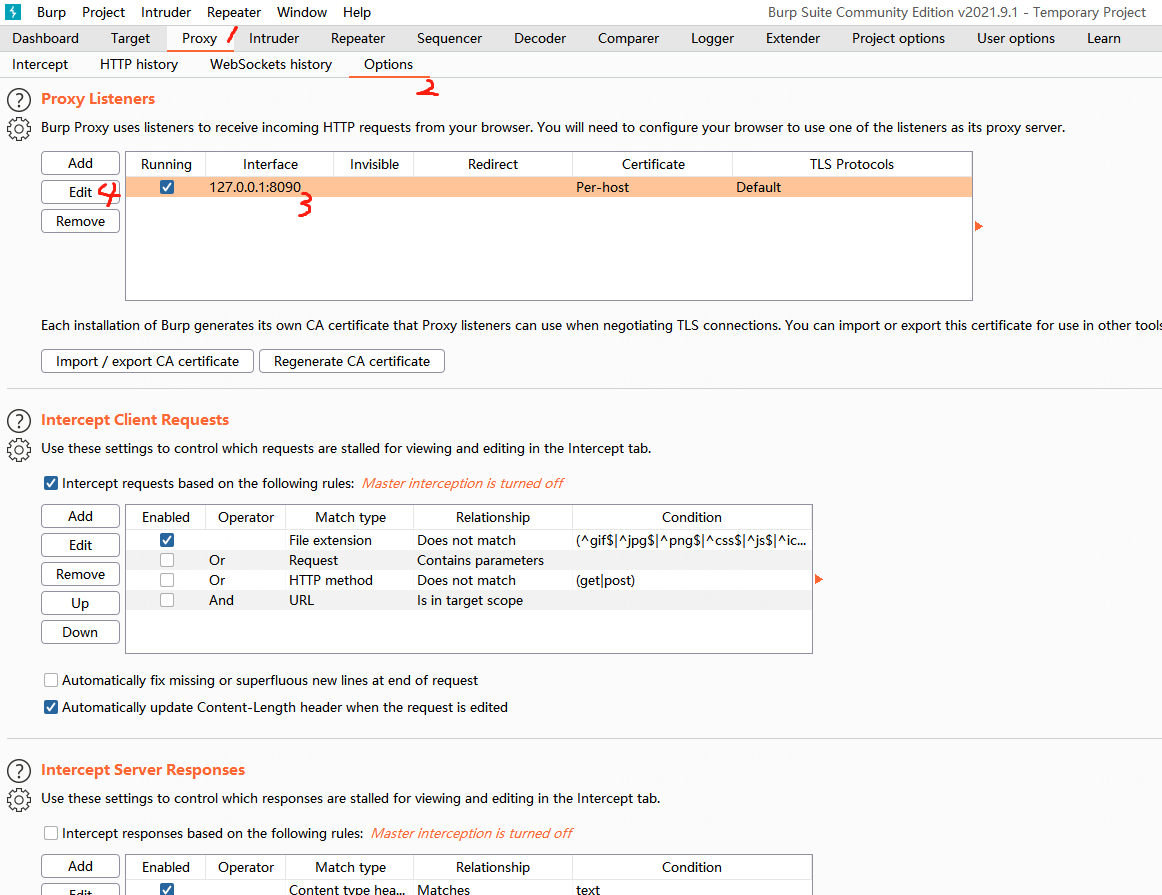 Burp Project Intruder Repeater Window Help Burp Suite Community Edition v2021.9.1 - Temporary Project
Dashboard Target Proxy 1 Intruder Repeater Sequencer Decoder Comparer Logger Extender Project options User options Learn
Intercept HTTP history WebSockets history Options
2
? Proxy Listeners
Burp Proxy uses listeners to receive incoming HTTP requests from your browser. You will need to configure your browser to use one of the listeners as its proxy server.
Add Running Interface Invisible Redirect Certificate TLS Protocols
Edit 4 127.0.0.1:8090 Per-host Default
3
Remove
Each installation of Burp generates its own CA certificate that Proxy listeners can use when negotiating TLS connections. You can import or export this certificate for use in other tools
Import / export CA certificate Regenerate CA certificate
? Intercept Client Requests
Use these settings to control which requests are stalled for viewing and editing in the Intercept tab.
Intercept requests based on the following rules: Master interception is turned off
Add Enabled Operator Match type Relationship Condition
Edit File extension Does not match (^gif$|^jpg$|^png$|^css$|^js$|^ic...
Or Request Contains parameters
Remove Or HTTP method Does not match (get|post)
Up And URL Is in target scope
Down
Automatically fix missing or superfluous new lines at end of request
Automatically update Content-Length header when the request is edited
? Intercept Server Responses
Use these settings to control which responses are stalled for viewing and editing in the Intercept tab.
Intercept responses based on the following rules: Master interception is turned off
Add Enabled Operator Match type Relationship Condition
Edit Content type hea... Matches text